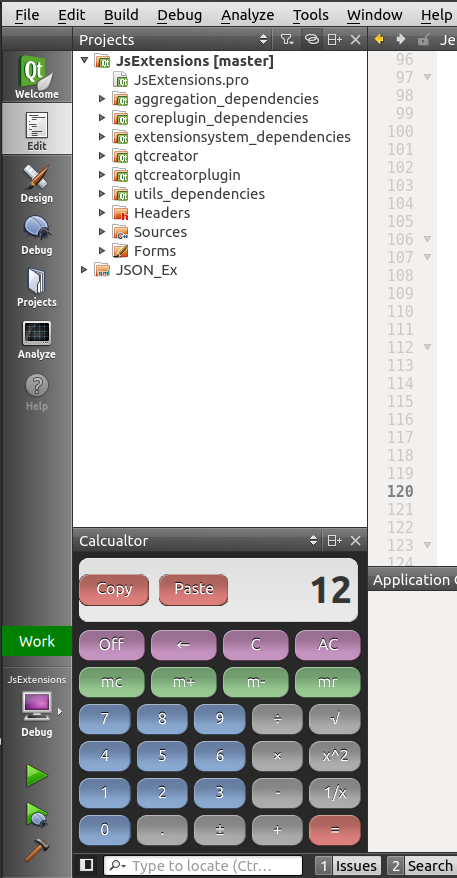 File Edit Build Debug Analyze Tools Window Help
Projects
Welcome
Edit
Design
Debug
Projects
Analyze
Help
JsExtensions [master]
JsExtensions.pro
aggregation_dependencies
coreplugin_dependencies
extensionsystem_dependencies
qtcreator
qtcreatorplugin
utils_dependencies
Headers
Sources
Forms
JSON_Ex
Je
96
97
98
99
100
101
102
103
104
105
106
107
108
109
110
111
112
113
114
115
116
117
118
119
120
121
122
123
124
Calcualtor
Copy Paste 12
Off ← C AC
mc m+ m- mr
7 8 9 ÷ √
4 5 6 × x^2
1 2 3 - 1/x
0 . ± + =
Application
Work
JsExtensions
Debug
Type to locate (Ctr...
1 Issues 2 Search